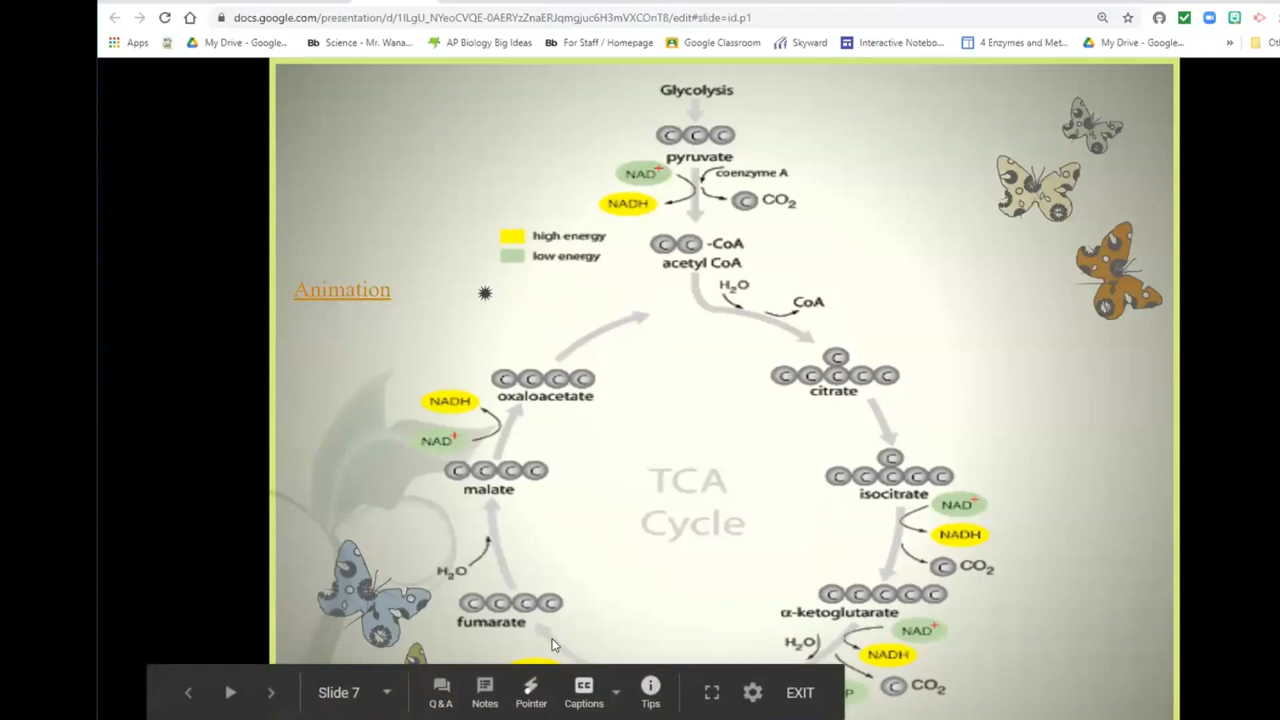 docs.google.com/presentation/d/1lLgU_NYeoCVQE-0AERYzZnaERJqmgjuc6H3mVXCOnT8/edit#slide=id.p1
Apps My Drive - Google... Bb Science - Mr. Wana... AP Biology Big Ideas Bb For Staff / Homepage Google Classroom Skyward Interactive Notebo... 4 Enzymes and Met... My Drive - Google... »
Glycolysis
C C C
pyruvate
NAD+
coenzyme A
NADH
C CO2
high energy
low energy
C C -CoA
acetyl CoA
Animation
H2O
CoA
C
C C C C C
citrate
C C C C
oxaloacetate
NADH
NAD+
C C C C
malate
TCA
Cycle
C
C C C C C
isocitrate
NAD+
NADH
C CO2
H2O
C C C C
fumarate
C C C C C
α-ketoglutarate
NAD+
H2O
NADH
C CO2
P
Slide 7
Q & A
Notes
Pointer
CC
Captions
Tips
EXIT